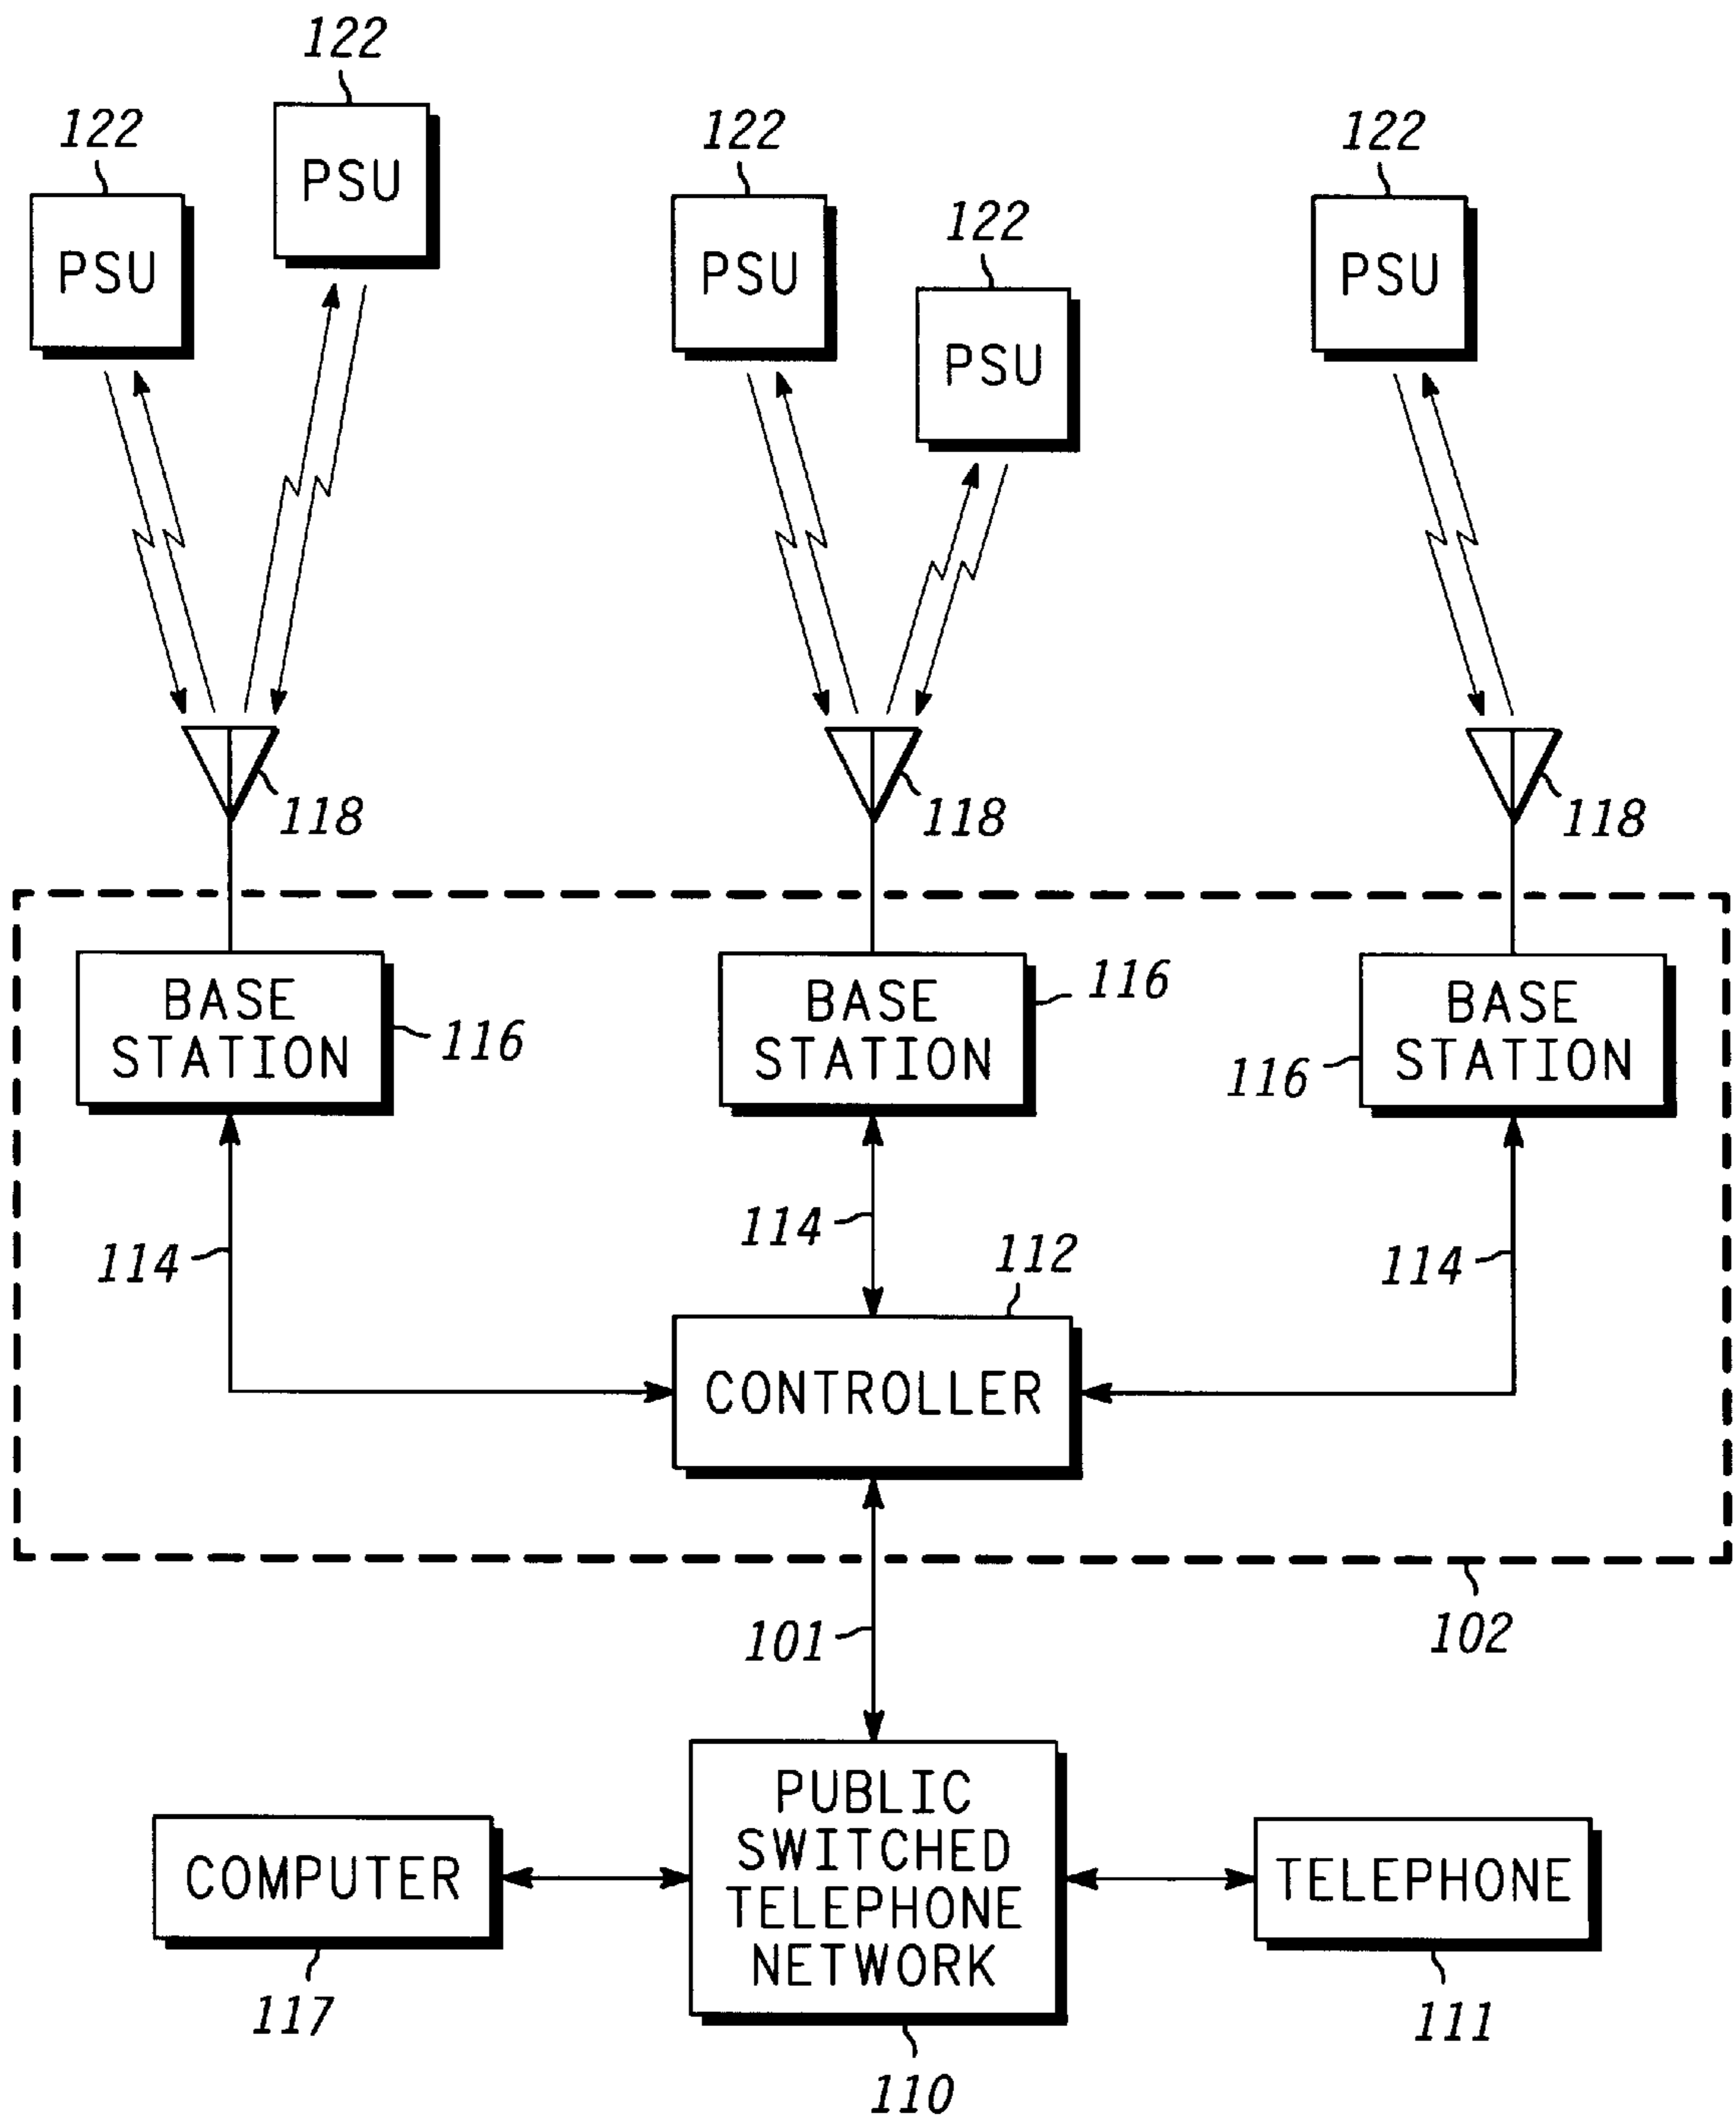 122
122
PSU
PSU
122
122
PSU
PSU
122
PSU
118
118
118
BASE
STATION
116
BASE
STATION
116
BASE
STATION
116
114
114
114
112
CONTROLLER
101
102
PUBLIC
SWITCHED
TELEPHONE
NETWORK
110
COMPUTER
117
TELEPHONE
111